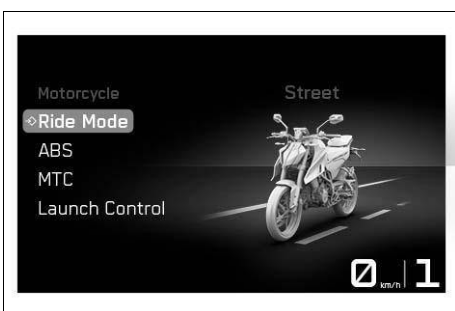 Motorcycle
Street
Ride Mode
ABS
MTC
Launch Control
0 km/h 1